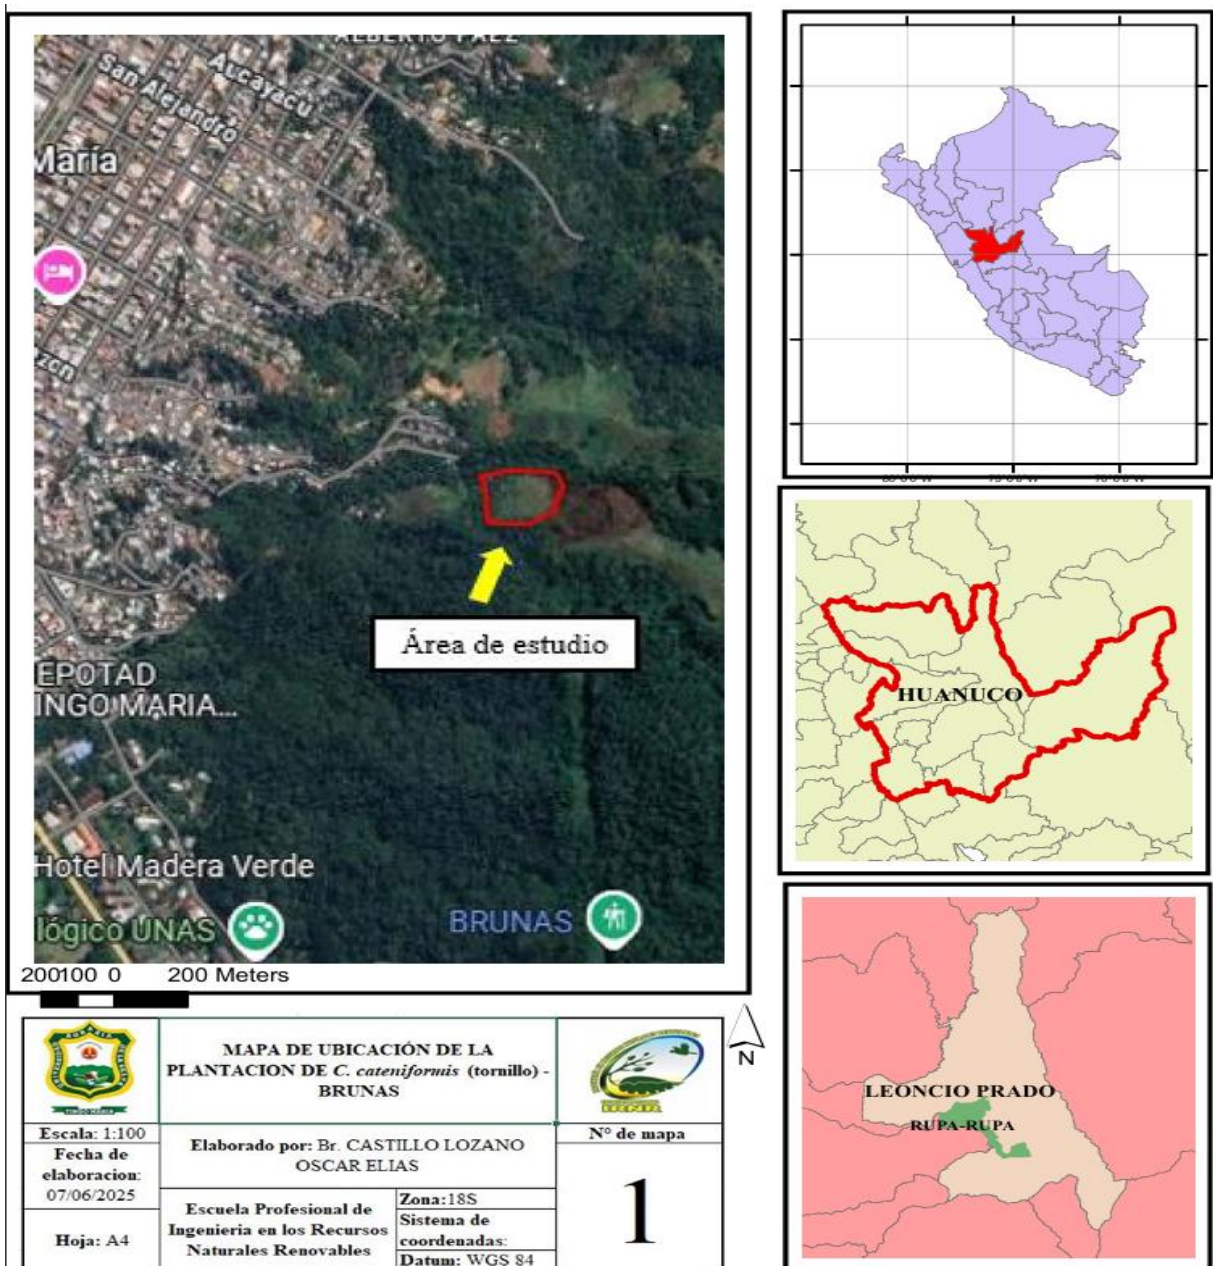 ALBERTO PAEZ
Aucayacu
San Alejandro
María
zcn
Área de estudio
EPOTAD
INGO MARIA...
Hotel Madera Verde
lógico UNAS
BRUNAS
200100 0 200 Meters
N
HUANUCO
LEONCIO PRADO
RUPA-RUPA
MAPA DE UBICACIÓN DE LA
PLANTACION DE C. cateniformis (tornillo) -
BRUNAS
TINGO MARIA
IRNR
Escala: 1:100
Fecha de
elaboracion:
07/06/2025
Hoja: A4
Elaborado por: Br. CASTILLO LOZANO
OSCAR ELIAS
Escuela Profesional de
Ingenieria en los Recursos
Naturales Renovables
Zona:18S
Sistema de
coordenadas:
Datum: WGS 84
N° de mapa
1